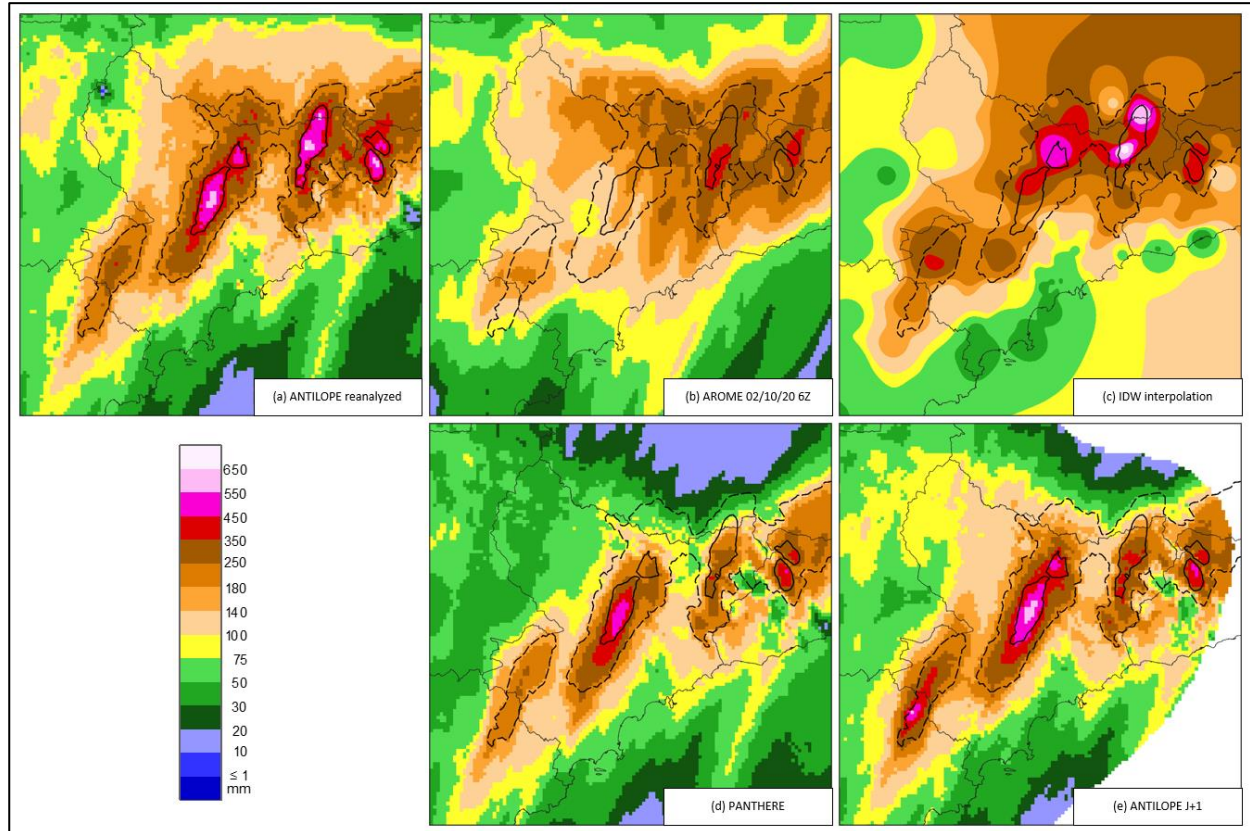 (a) ANTILOPE reanalyzed
(b) AROME 02/10/20 6Z
(c) IDW interpolation
650
550
450
350
250
180
140
100
75
50
30
20
10
≤ 1
mm
(d) PANTHERE
(e) ANTILOPE J+1